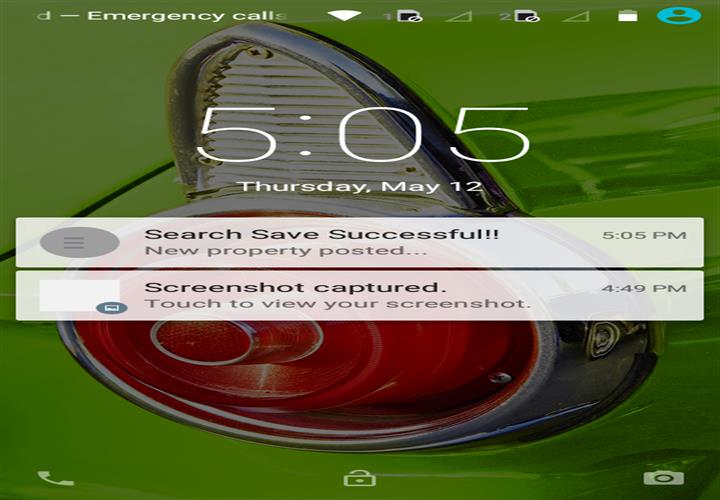 d — Emergency calls
1
2
5:05
Thursday, May 12
Search Save Successful!!
5:05 PM
New property posted...
Screenshot captured.
4:49 PM
Touch to view your screenshot.